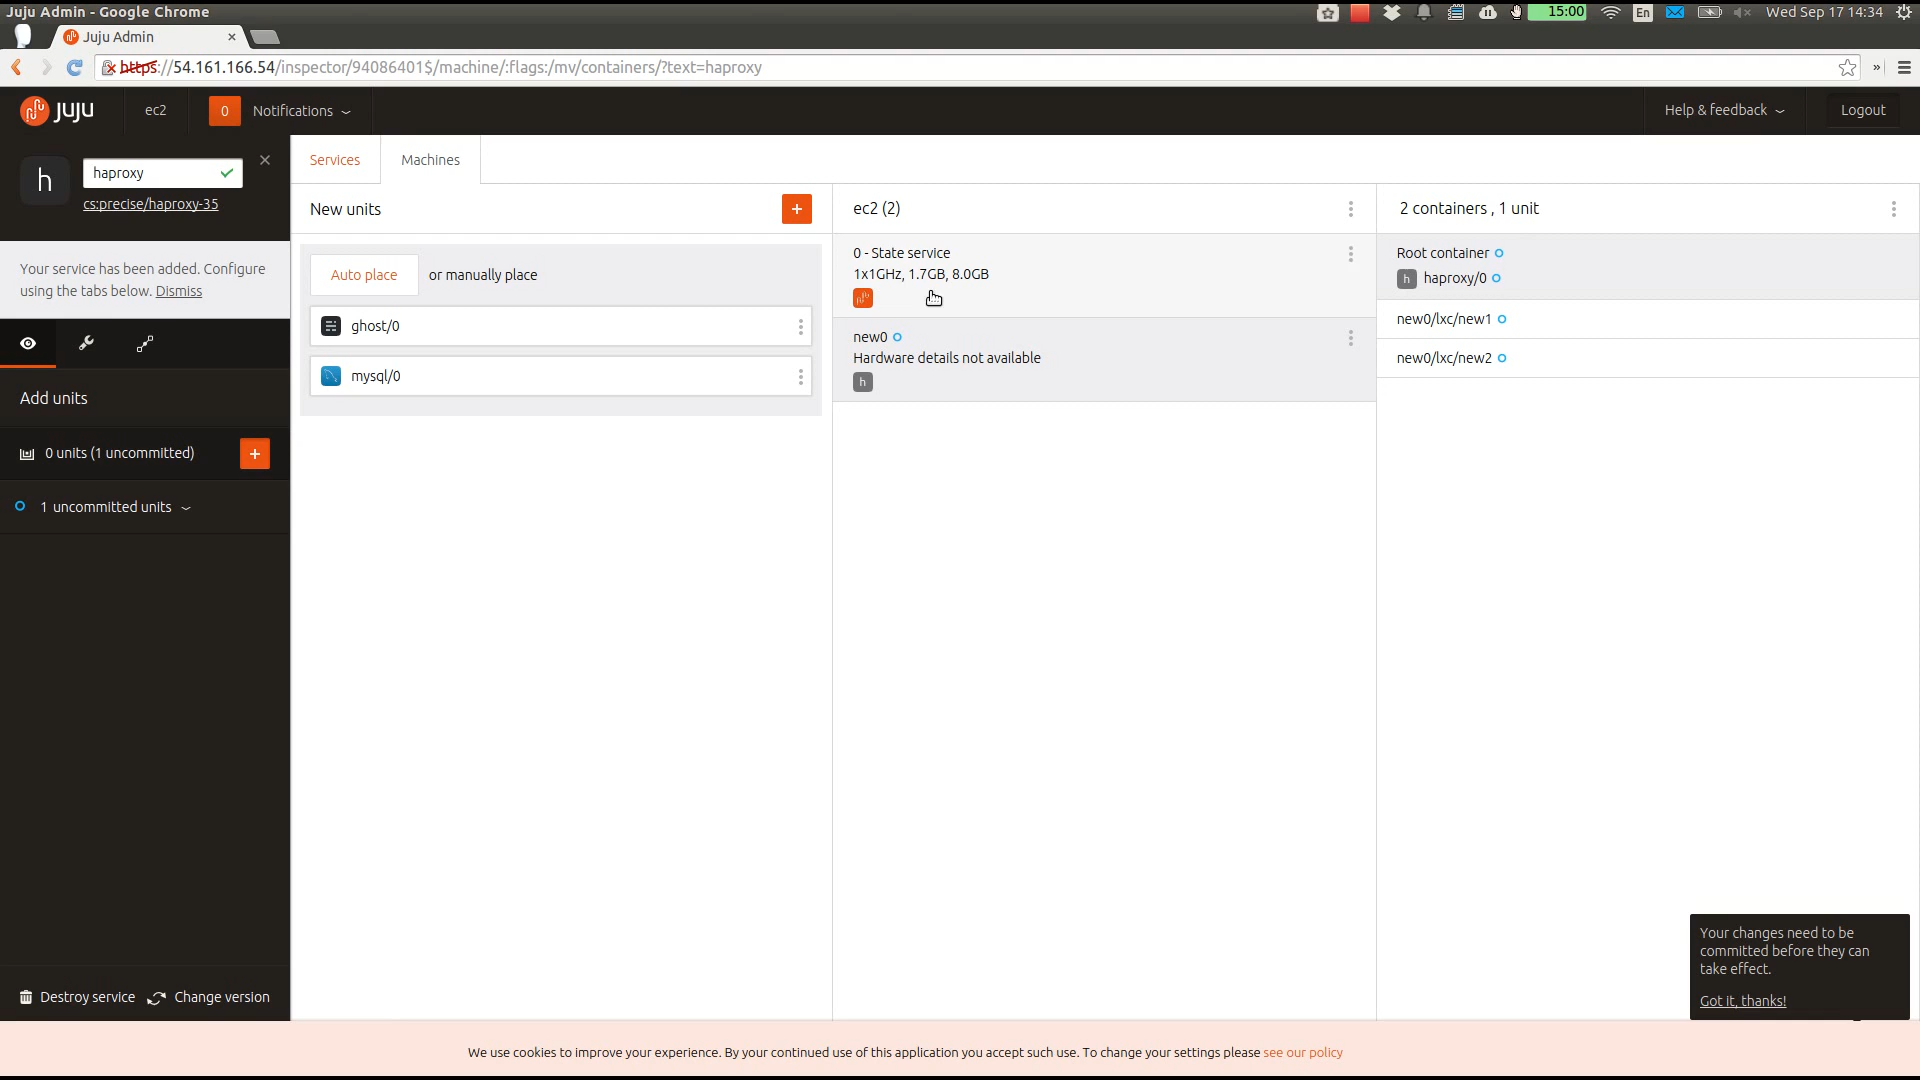 Juju Admin - Google Chrome
15:00
En
Wed Sep 17 14:34
Juju Admin
https://54.161.166.54/inspector/94086401$/machine/:flags:/mv/containers/?text=haproxy
juju
ec2
0
Notifications
Help & feedback
Logout
h
haproxy
cs:precise/haproxy-35
Your service has been added. Configure
using the tabs below. Dismiss
Add units
0 units (1 uncommitted)
1 uncommitted units
Destroy service
Change version
Services
Machines
New units
Auto place
or manually place
ghost/0
mysql/0
ec2 (2)
0 - State service
1x1GHz, 1.7GB, 8.0GB
new0
Hardware details not available
h
2 containers , 1 unit
Root container
h haproxy/0
new0/lxc/new1
new0/lxc/new2
Your changes need to be
committed before they can
take effect.
Got it, thanks!
We use cookies to improve your experience. By your continued use of this application you accept such use. To change your settings please see our policy